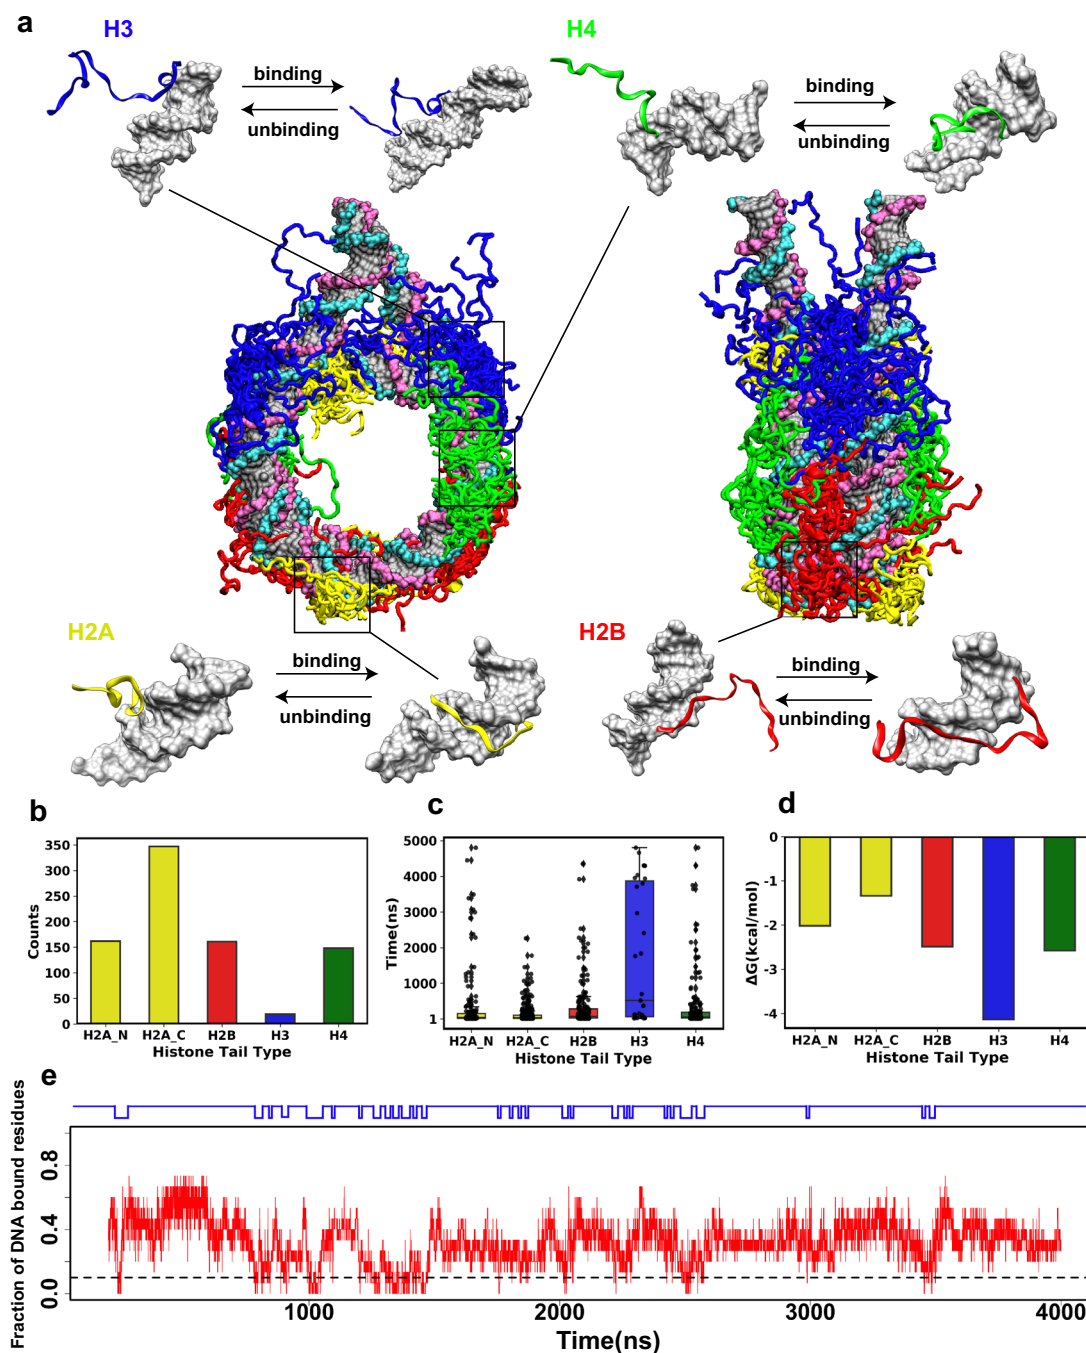 a
H3
H4
binding
unbinding
binding
unbinding
H2A
H2B
binding
unbinding
binding
unbinding
b
c
d
350
300
250
200
150
100
50
0
Counts
H2A_N H2A_C H2B H3 H4
Histone Tail Type
5000
4000
3000
2000
1000
1
Time(ns)
H2A_N H2A_C H2B H3 H4
Histone Tail Type
0
-1
-2
-3
-4
ΔG(kcal/mol)
H2A_N H2A_C H2B H3 H4
Histone Tail Type
e
Fraction of DNA bound residues
0.8
0.4
0.0
1000 2000 3000 4000
Time(ns)